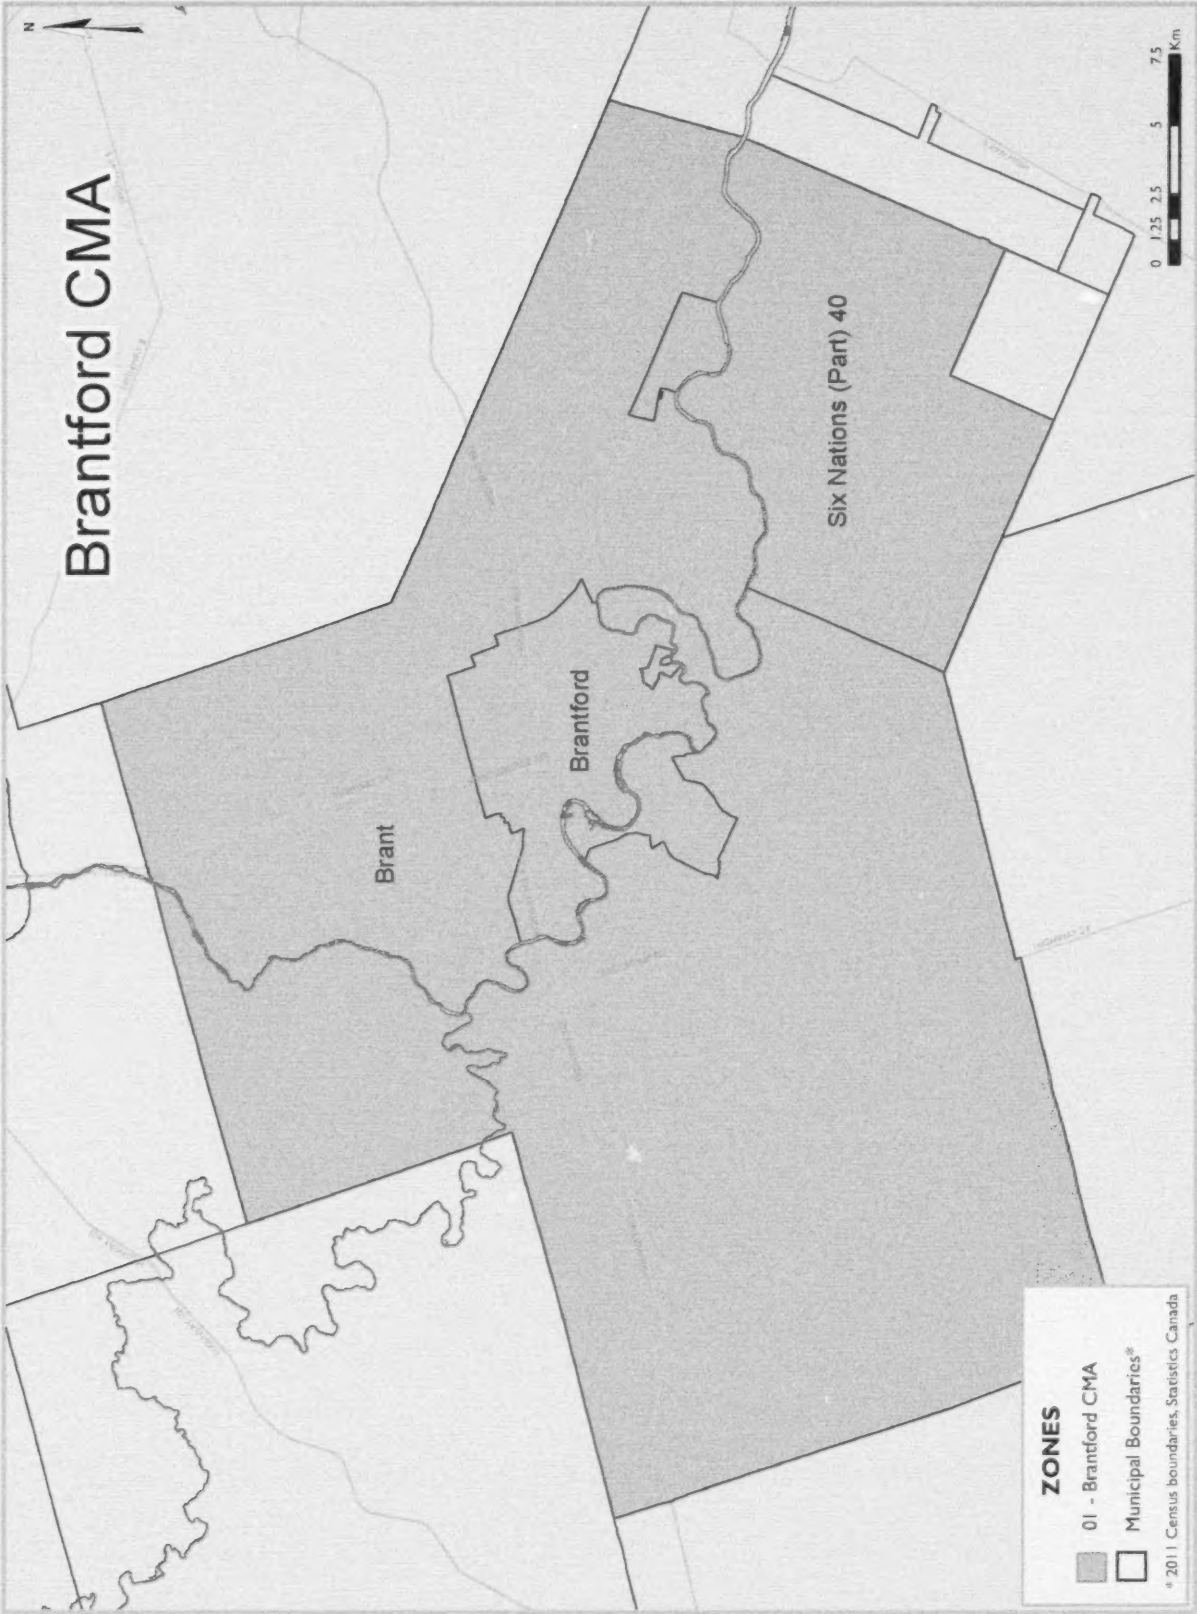 Brantford CMA
N
Brant
Brantford
Six Nations (Part) 40
ZONES
01 - Brantford CMA
Municipal Boundaries*
* 2011 Census boundaries, Statistics Canada
0 1.25 2.5 5 7.5
Km